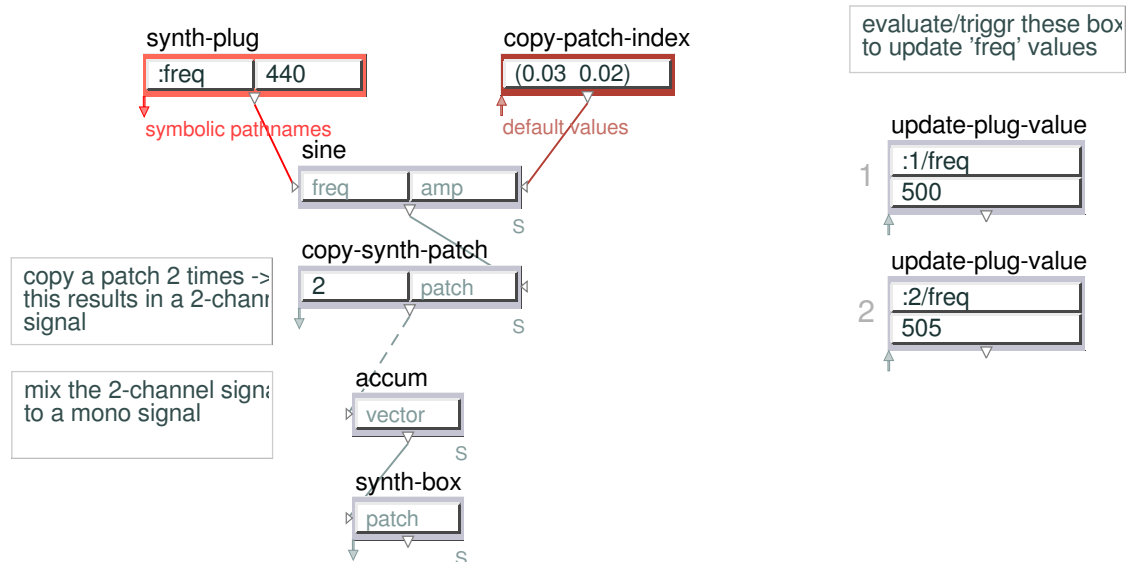 synth-plug
:freq 440
symbolic pathnames
copy-patch-index
(0.03 0.02)
default values
sine
freq amp
S
copy-synth-patch
2 patch
S
copy a patch 2 times ->
this results in a 2-chann
signal
mix the 2-channel signa
to a mono signal
accum
vector
S
synth-box
patch
S
evaluate/triggr these box
to update 'freq' values
update-plug-value
1
:1/freq
500
update-plug-value
2
:2/freq
505